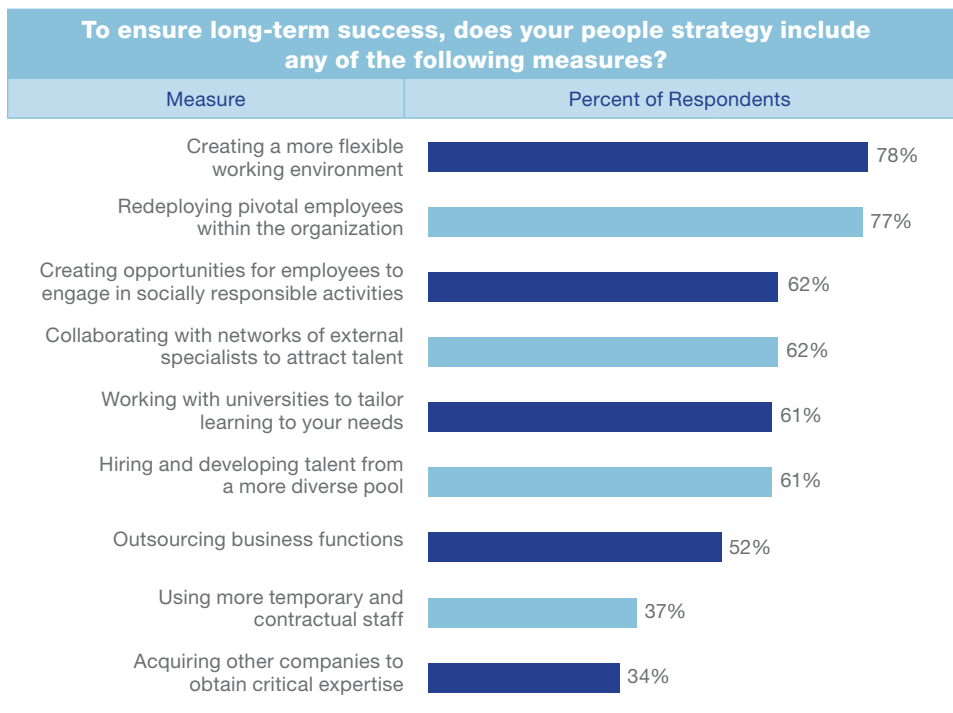 To ensure long-term success, does your people strategy include
any of the following measures?
Measure
Percent of Respondents
Creating a more flexible
working environment
78%
Redeploying pivotal employees
within the organization
77%
Creating opportunities for employees to
engage in socially responsible activities
62%
Collaborating with networks of external
specialists to attract talent
62%
Working with universities to tailor
learning to your needs
61%
Hiring and developing talent from
a more diverse pool
61%
Outsourcing business functions
52%
Using more temporary and
contractual staff
37%
Acquiring other companies to
obtain critical expertise
34%